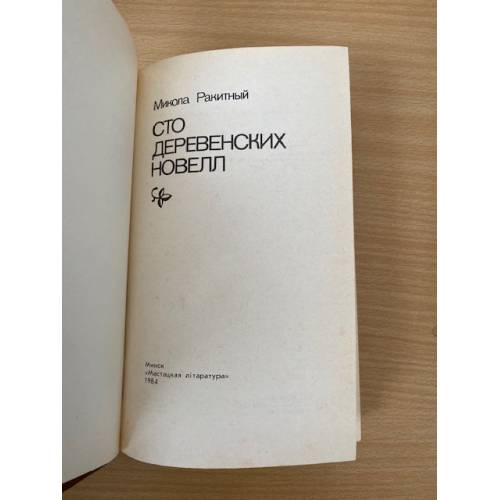 Микола Ракитный
СТО
ДЕРЕВЕНСКИХ
НОВЕЛЛ
Минск
«Мастацкая літаратура»
1984